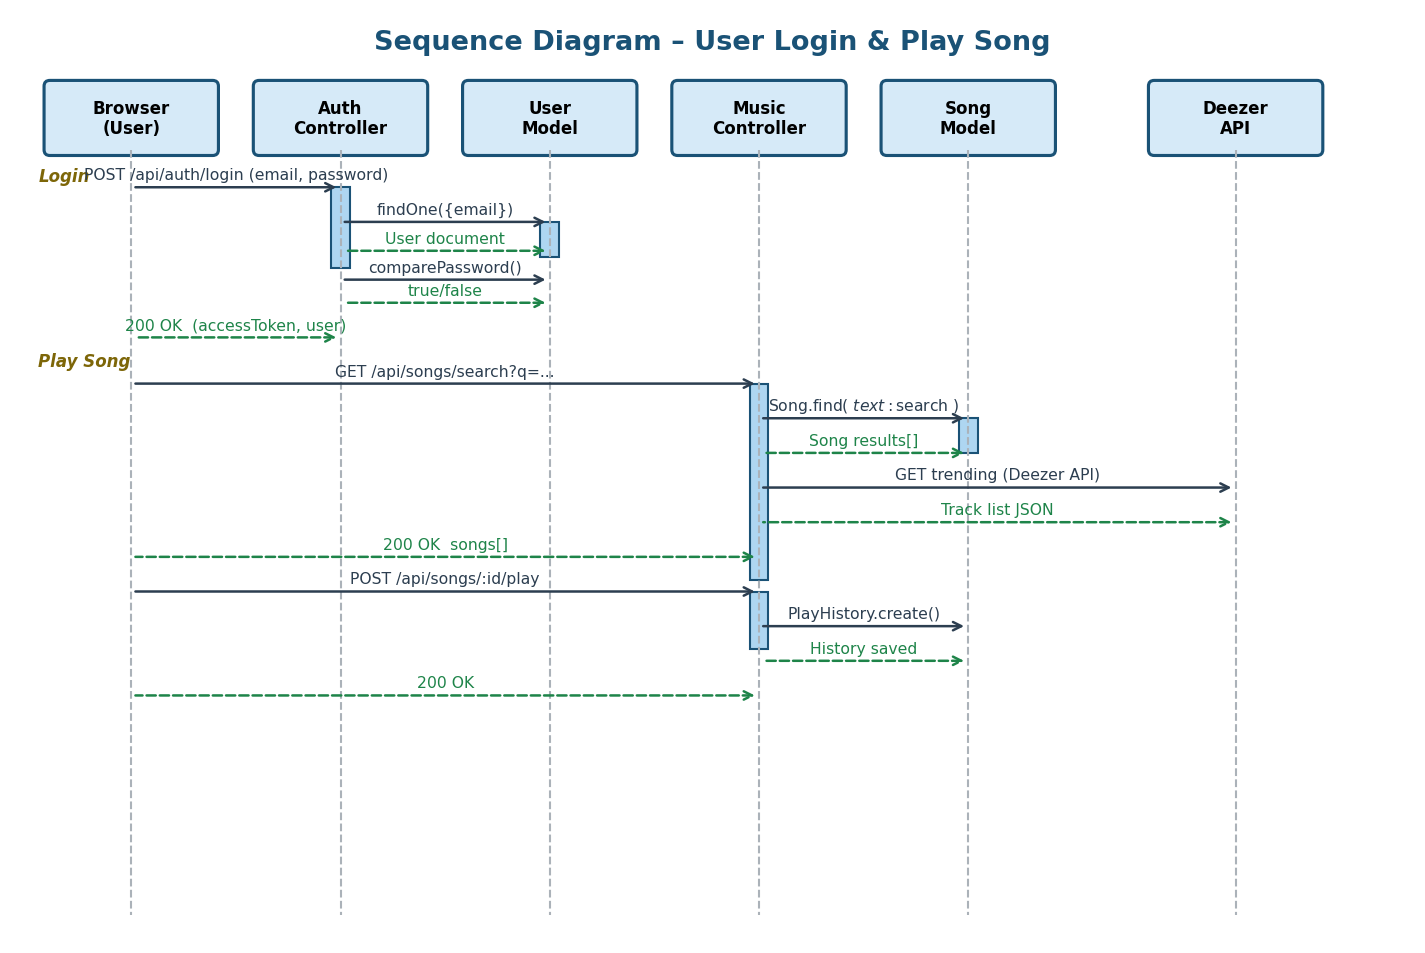 Sequence Diagram – User Login & Play Song
Browser
(User)
Auth
Controller
User
Model
Music
Controller
Song
Model
Deezer
API
Login
POST /api/auth/login (email, password)
findOne({email})
User document
comparePassword()
true/false
200 OK  (accessToken, user)
Play Song
GET /api/songs/search?q=...
Song.find( text : search )
Song results[]
GET trending (Deezer API)
Track list JSON
200 OK  songs[]
POST /api/songs/:id/play
PlayHistory.create()
History saved
200 OK